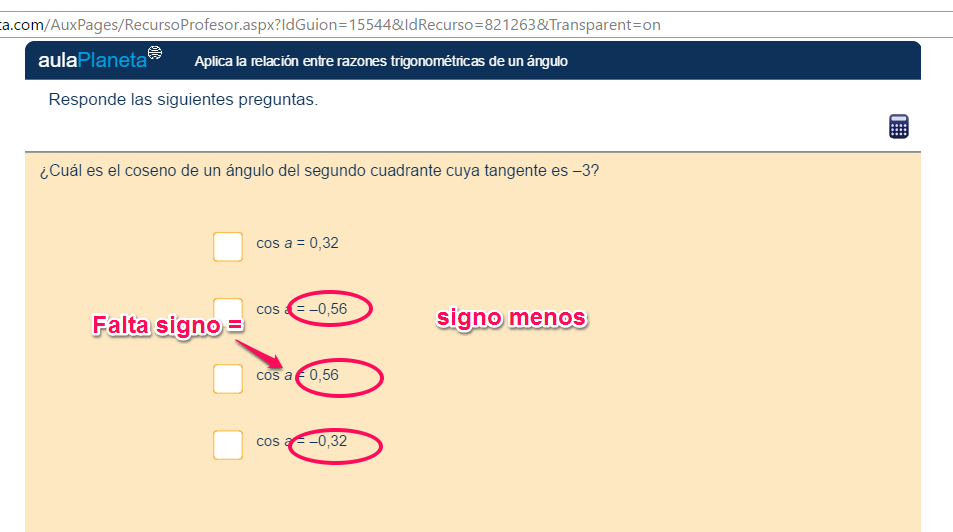 ta.com/AuxPages/RecursoProfesor.aspx?IdGuion=15544&IdRecurso=821263&Transparent=on
aulaPlaneta Aplica la relación entre razones trigonométricas de un ángulo
Responde las siguientes preguntas.
¿Cuál es el coseno de un ángulo del segundo cuadrante cuya tangente es –3?
cos a = 0,32
cos a = –0,56
Falta signo = signo menos
cos a = 0,56
cos a = –0,32